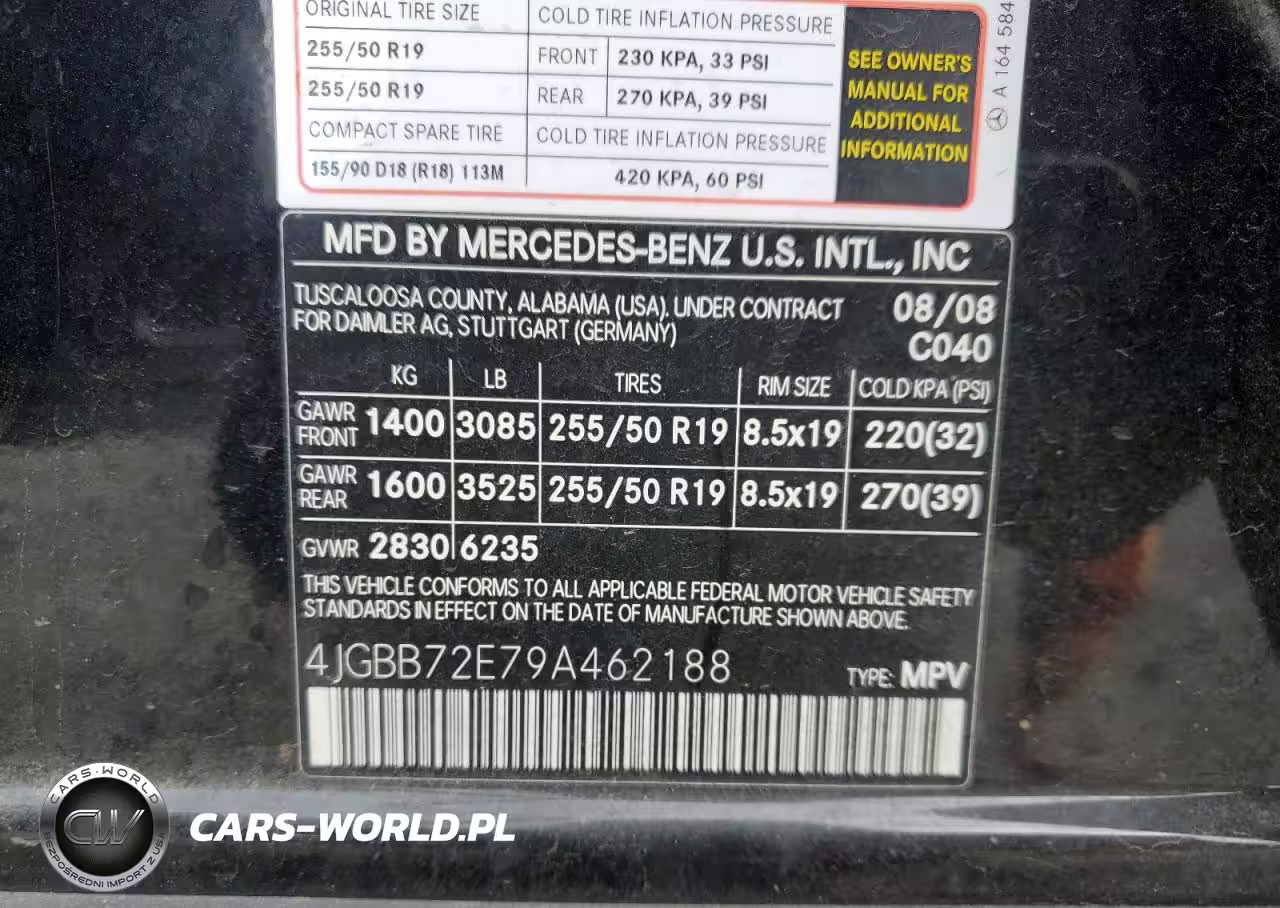 ORIGINAL TIRE SIZE COLD TIRE INFLATION PRESSURE
255/50 R19 FRONT 230 KPA, 33 PSI
255/50 R19 REAR 270 KPA, 39 PSI
COMPACT SPARE TIRE COLD TIRE INFLATION PRESSURE
155/90 D18 (R18) 113M 420 KPA, 60 PSI
SEE OWNER'S
MANUAL FOR
ADDITIONAL
INFORMATION
A 164 584
MFD BY MERCEDES-BENZ U.S. INTL., INC
TUSCALOOSA COUNTY, ALABAMA (USA). UNDER CONTRACT
FOR DAIMLER AG, STUTTGART (GERMANY)
08/08
C040
KG LB TIRES RIM SIZE COLD KPA (PSI)
GAWR FRONT 1400 3085 255/50 R19 8.5x19 220(32)
GAWR REAR 1600 3525 255/50 R19 8.5x19 270(39)
GVWR 2830 6235
THIS VEHICLE CONFORMS TO ALL APPLICABLE FEDERAL MOTOR VEHICLE SAFETY
STANDARDS IN EFFECT ON THE DATE OF MANUFACTURE SHOWN ABOVE.
4JGBB72E79A462188 TYPE: MPV
CARS-WORLD
CW
BEZPOŚREDNI IMPORT Z USA
CARS-WORLD.PL